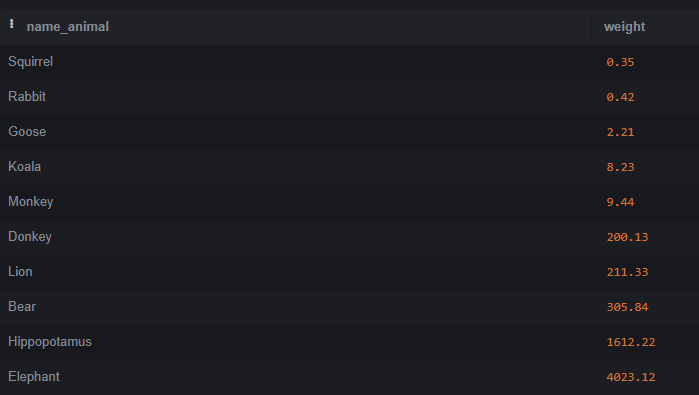 name_animal weight
Squirrel 0.35
Rabbit 0.42
Goose 2.21
Koala 8.23
Monkey 9.44
Donkey 200.13
Lion 211.33
Bear 305.84
Hippopotamus 1612.22
Elephant 4023.12